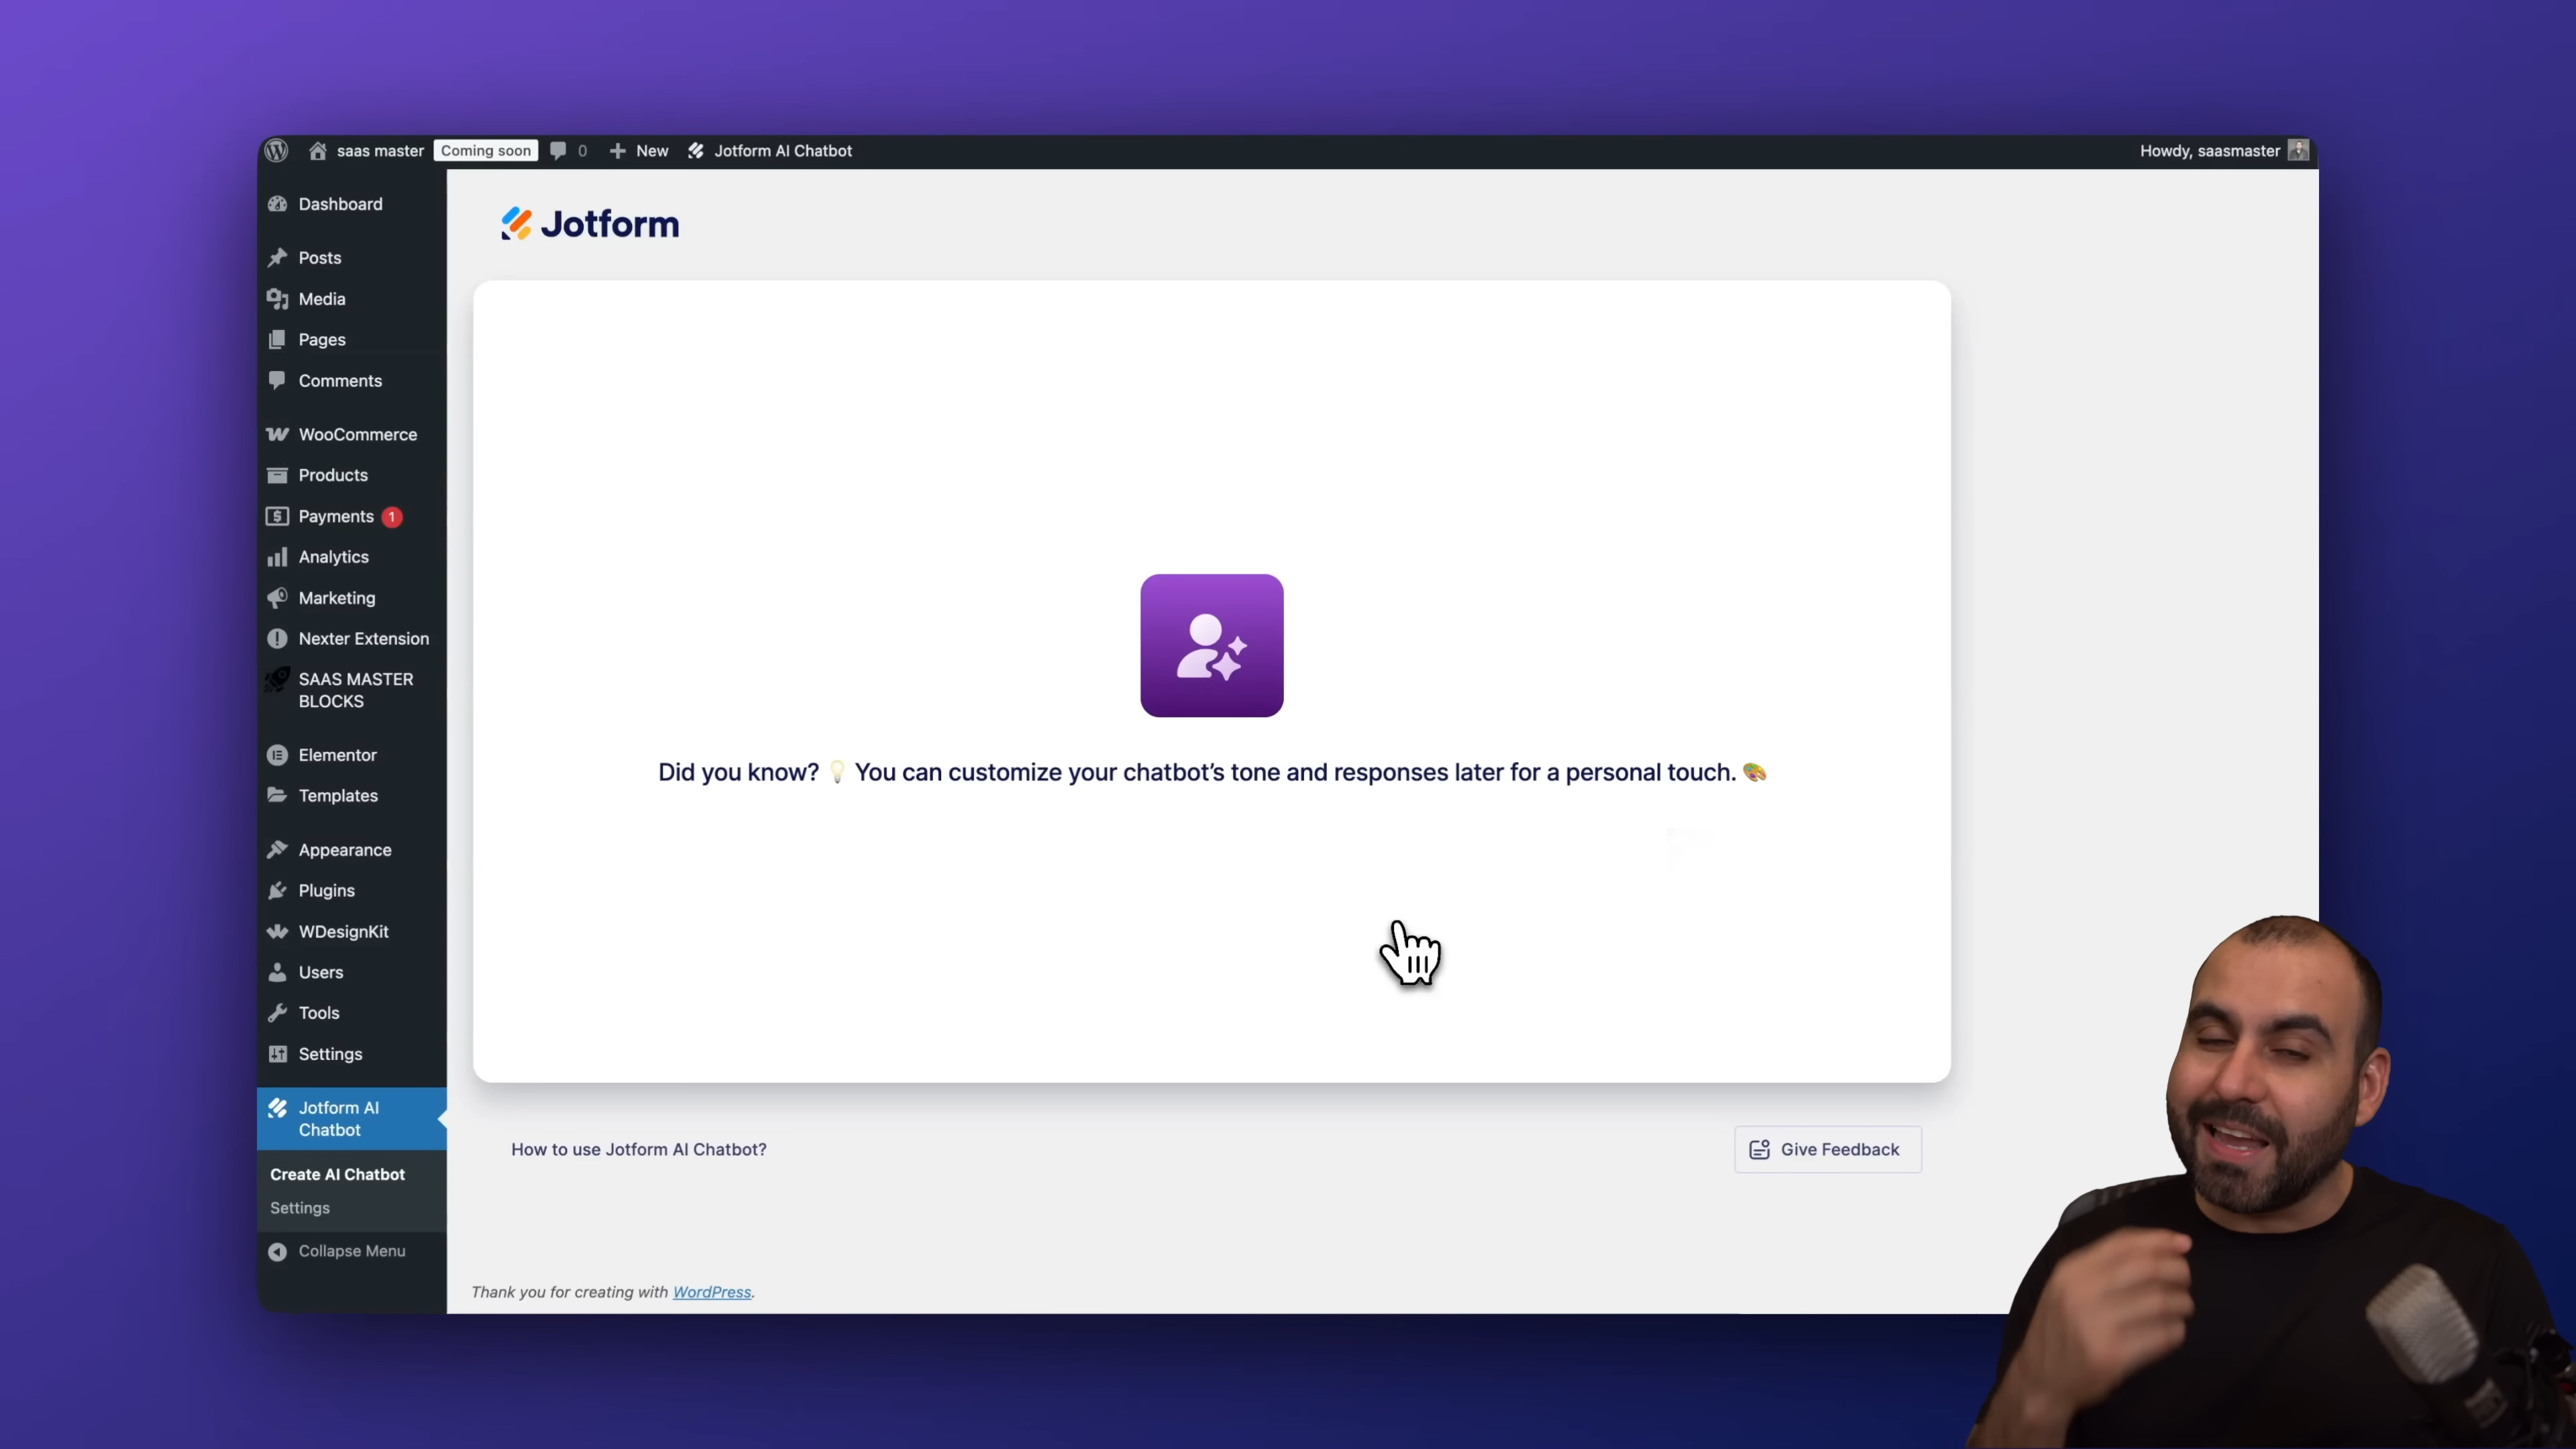 saas master Coming soon 0 New Jotform AI Chatbot Howdy, saasmaster
Dashboard
Posts
Media
Pages
Comments
WooCommerce
Products
Payments 1
Analytics
Marketing
Nexter Extension
SAAS MASTER
BLOCKS
Elementor
Templates
Appearance
Plugins
WDesignKit
Users
Tools
Settings
Jotform AI
Chatbot
Create AI Chatbot
Settings
Collapse Menu
Jotform
Did you know? 💡 You can customize your chatbot’s tone and responses later for a personal touch. 🎨
How to use Jotform AI Chatbot?
Give Feedback
Thank you for creating with WordPress.